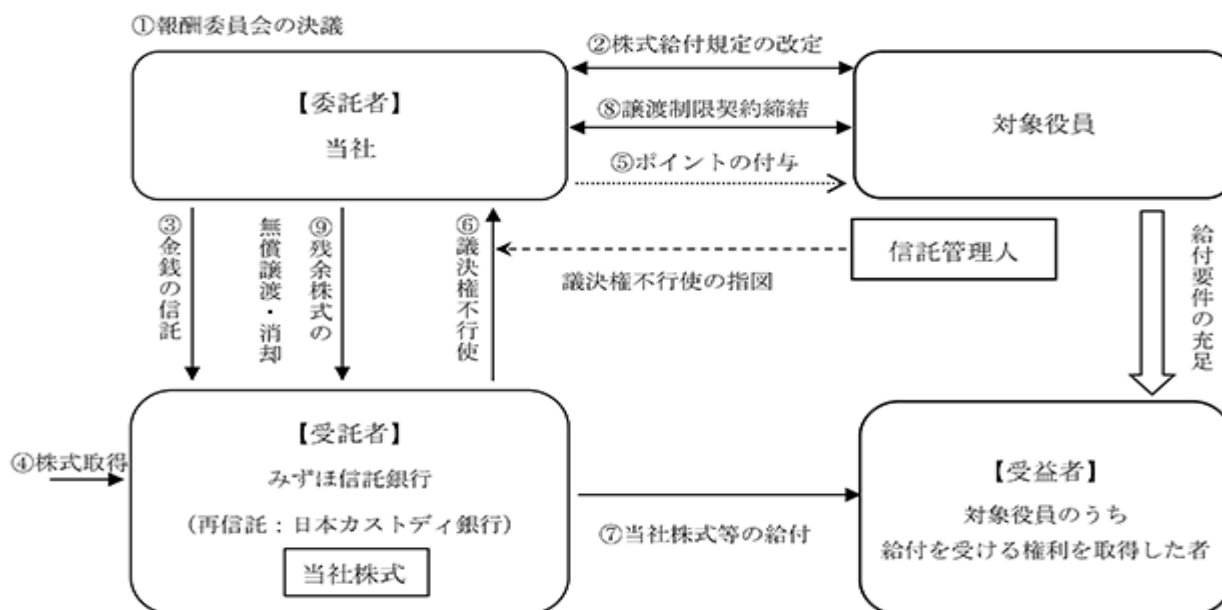 ①報酬委員会の決議
②株式給付規定の改定
【委託者】
当社
⑧譲渡制限契約締結
対象役員
⑤ポイントの付与
③金銭の信託
⑨残余株式の
無償譲渡・消却
⑥議決権不行使
信託管理人
議決権不行使の指図
給付要件の充足
④株式取得
【受託者】
みずほ信託銀行
(再信託：日本カストディ銀行)
当社株式
⑦当社株式等の給付
【受益者】
対象役員のうち
給付を受ける権利を取得した者